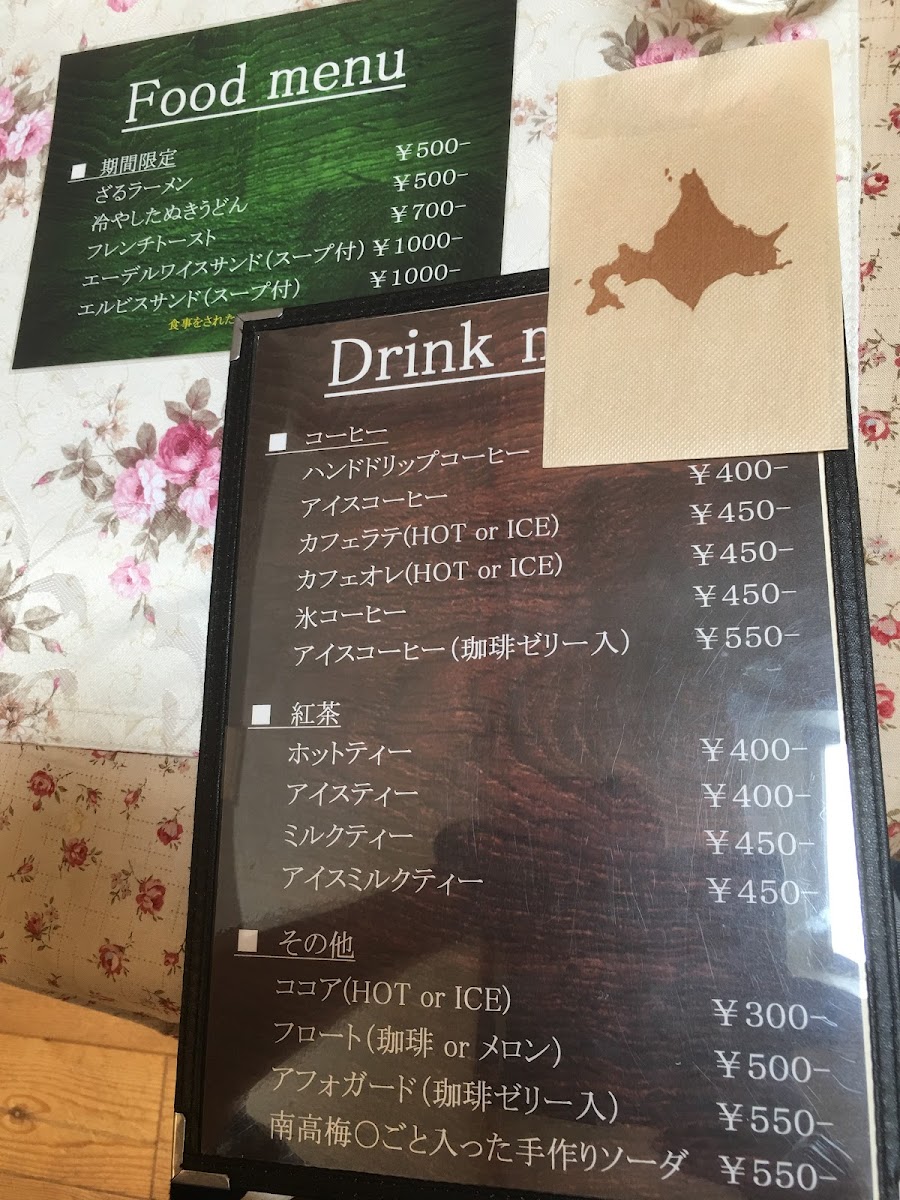 Food menu
■ 期間限定
ざるラーメン ￥500-
冷やしたぬきうどん ￥500-
フレンチトースト ￥700-
エーデルワイスサンド(スープ付) ￥1000-
エルビスサンド(スープ付) ￥1000-
食事をされた
Drink
■ コーヒー
ハンドドリップコーヒー
アイスコーヒー ￥400-
カフェラテ(HOT or ICE) ￥450-
カフェオレ(HOT or ICE) ￥450-
氷コーヒー ￥450-
アイスコーヒー(珈琲ゼリー入) ￥550-
■ 紅茶
ホットティー ￥400-
アイスティー ￥400-
ミルクティー ￥450-
アイスミルクティー ￥450-
■ その他
ココア(HOT or ICE) ￥300-
フロート(珈琲 or メロン) ￥500-
アフォガード(珈琲ゼリー入) ￥550-
南高梅〇ごと入った手作りソーダ ￥550-